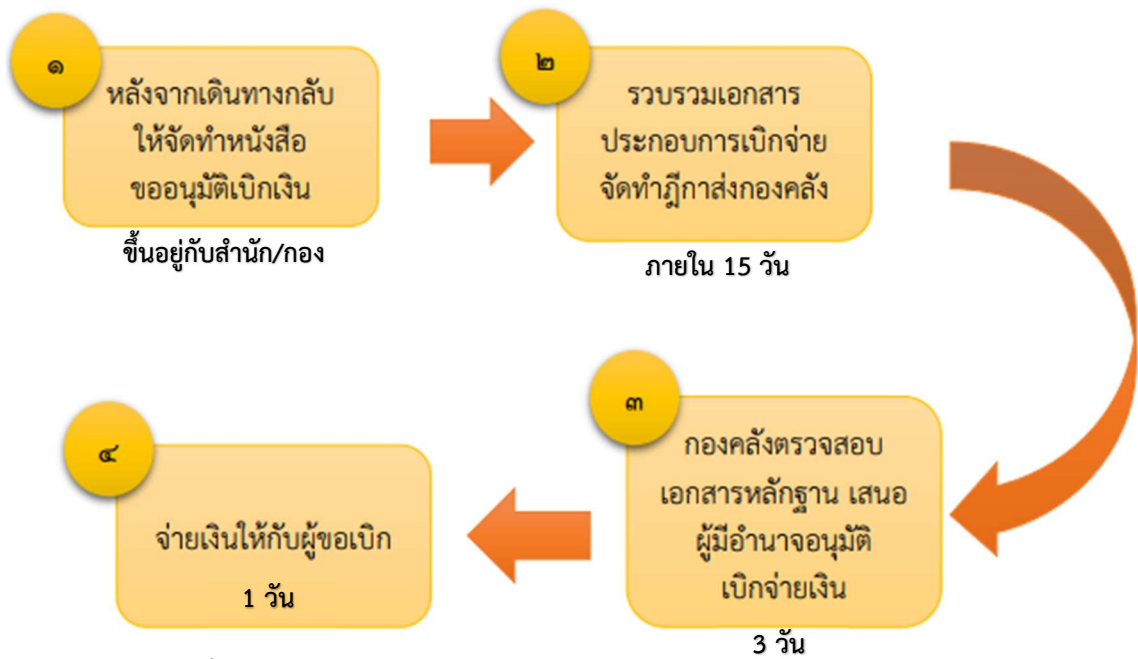 ๑
หลังจากเดินทางกลับ
ให้จัดทำหนังสือ
ขออนุมัติเบิกเงิน
ขึ้นอยู่กับสำนัก/กอง
๒
รวบรวมเอกสาร
ประกอบการเบิกจ่าย
จัดทำฎีกาส่งกองคลัง
ภายใน 15 วัน
๓
กองคลังตรวจสอบ
เอกสารหลักฐาน เสนอ
ผู้มีอำนาจอนุมัติ
เบิกจ่ายเงิน
3 วัน
๔
จ่ายเงินให้กับผู้ขอเบิก
1 วัน